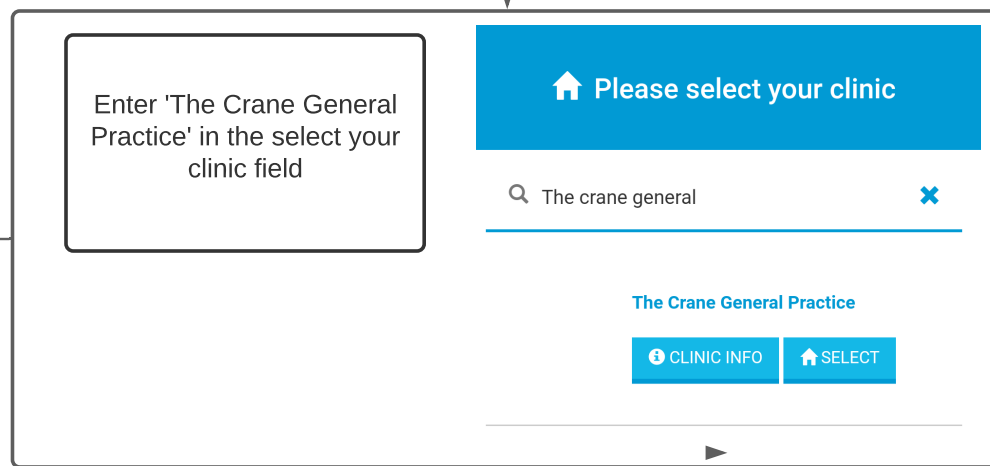 Enter 'The Crane General
Practice' in the select your
clinic field
Please select your clinic
The crane general
The Crane General Practice
CLINIC INFO
SELECT